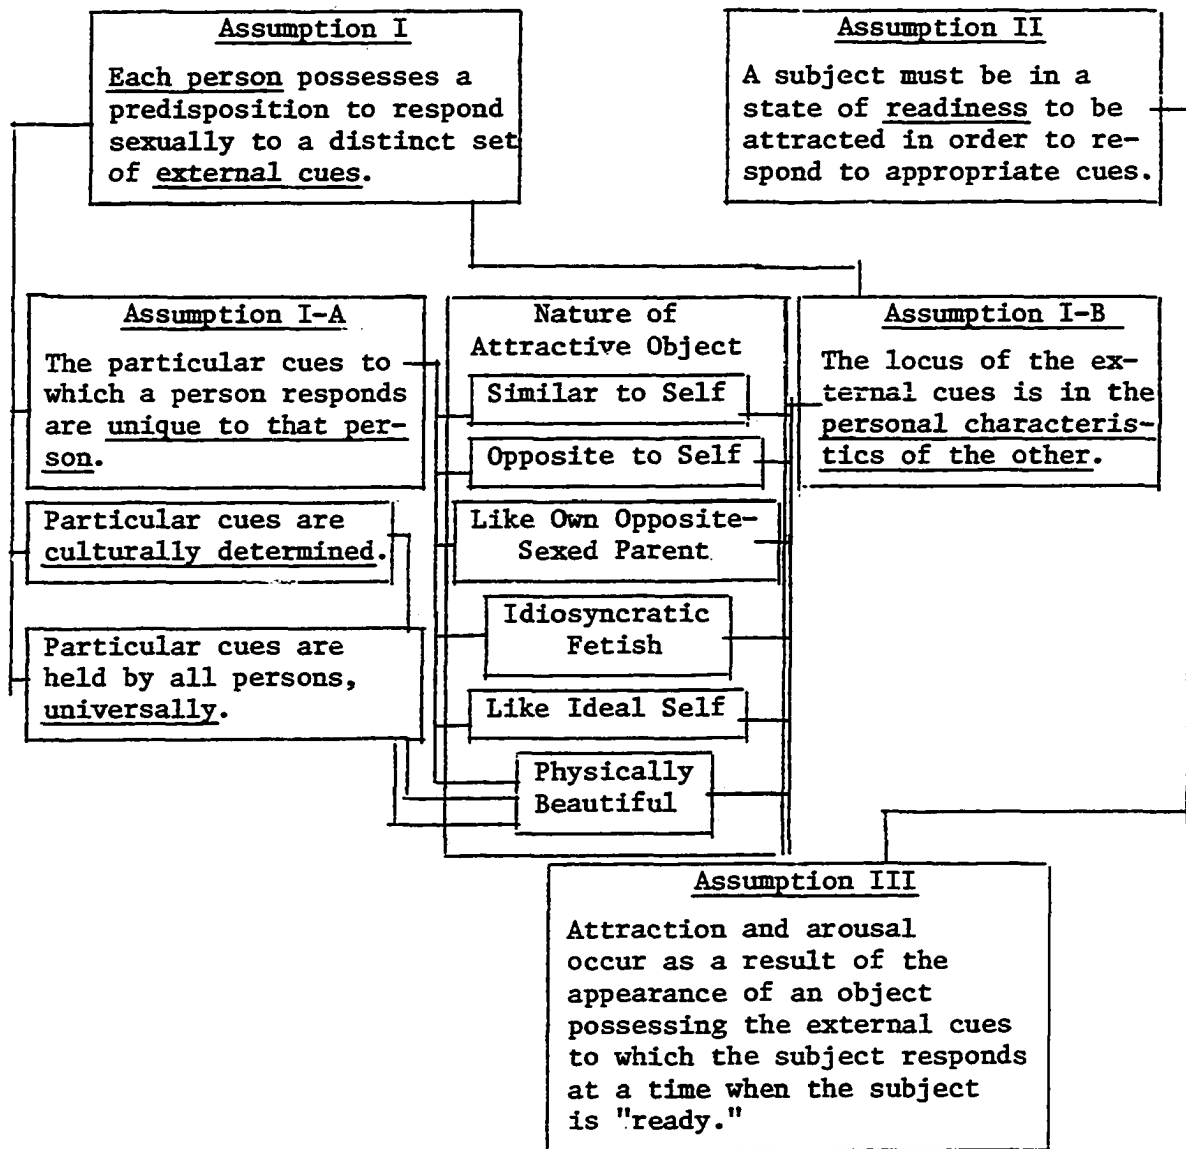 Assumption I
Each person possesses a
predisposition to respond
sexually to a distinct set
of external cues.
Assumption II
A subject must be in a
state of readiness to be
attracted in order to re-
spond to appropriate cues.
Assumption I-A
The particular cues to
which a person responds
are unique to that per-
son.
Particular cues are
culturally determined.
Particular cues are
held by all persons,
universally.
Nature of
Attractive Object
Similar to Self
Opposite to Self
Like Own Opposite-
Sexed Parent
Idiosyncratic
Fetish
Like Ideal Self
Physically
Beautiful
Assumption I-B
The locus of the ex-
ternal cues is in the
personal characteris-
tics of the other.
Assumption III
Attraction and arousal
occur as a result of the
appearance of an object
possessing the external cues
to which the subject responds
at a time when the subject
is "ready."